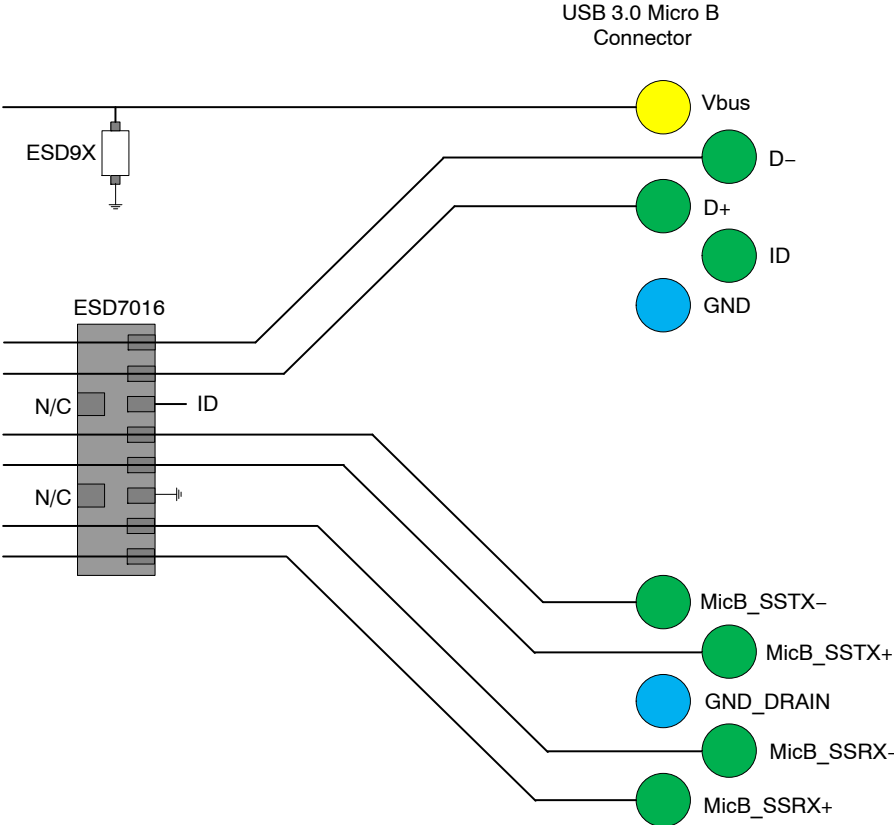 USB 3.0 Micro B
Connector
Vbus
ESD9X
D−
D+
ID
ESD7016
GND
N/C
ID
N/C
MicB_SSTX−
MicB_SSTX+
GND_DRAIN
MicB_SSRX−
MicB_SSRX+